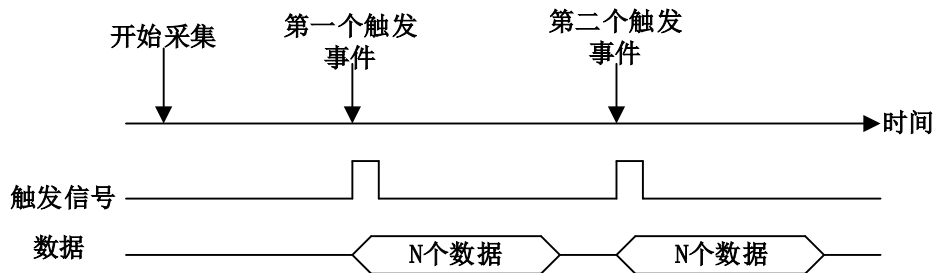 开始采集
第一个触发
事件
第二个触发
事件
时间
触发信号
数据
N个数据
N个数据